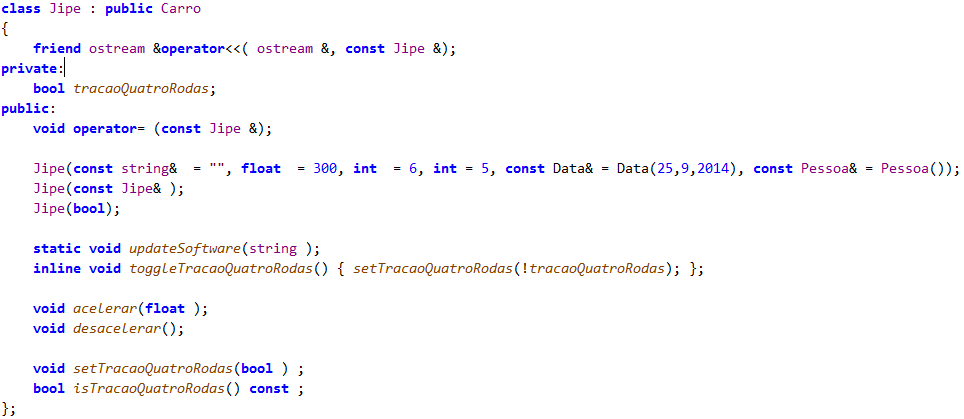 class Jipe : public Carro
{
    friend ostream &operator<<( ostream &, const Jipe &);
private:
    bool tracaoQuatroRodas;
public:
    void operator= (const Jipe &);

    Jipe(const string&  = "", float  = 300, int  = 6, int = 5, const Data& = Data(25,9,2014), const Pessoa& = Pessoa());
    Jipe(const Jipe& );
    Jipe(bool);

    static void updateSoftware(string );
    inline void toggleTracaoQuatroRodas() { setTracaoQuatroRodas(!tracaoQuatroRodas); };

    void acelerar(float );
    void desacelerar();

    void setTracaoQuatroRodas(bool ) ;
    bool isTracaoQuatroRodas() const ;
};